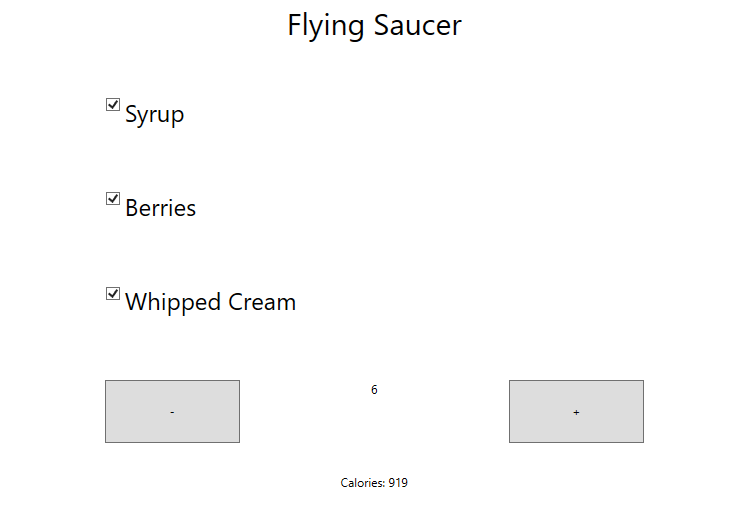 Flying Saucer
Syrup
Berries
Whipped Cream
- 6 +
Calories: 919